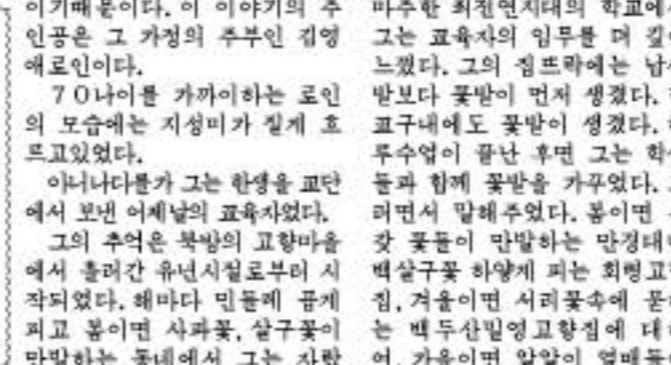 이기때문이다. 이 이야기의 주
인공은 그 가정의 주부인 김영
애로인이다.
70나이를 가까이하는 로인
의 모습에는 지성미가 짙게 흐
르고있었다.
아니나다를가 그는 한생을 교단
에서 보낸 어제날의 교육자였다.
그의 추억은 북방의 고향마을
에서 흘러간 유년시절로부터 시
작되였다. 해마다 민들레 곱게
피고 봄이면 사과꽃, 살구꽃이
만발하는 동네에서 그는 자랐
마주한 최전연지대의 학교에
그는 교육자의 임무를 더 깊
느꼈다. 그의 집뜨락에는 남
밭보다 꽃밭이 먼저 생겼다.
교구내에도 꽃밭이 생겼다.
루수업이 끝난 후면 그는 학
들과 함께 꽃밭을 가꾸었다.
러면서 말해주었다. 봄이면
갖 꽃들이 만발하는 만경대
백살구꽃 하얗게 피는 회령고
집, 겨울이면 서리꽃속에 묻
는 백두산밀영고향집에 대
여, 가을이면 알알이 열매